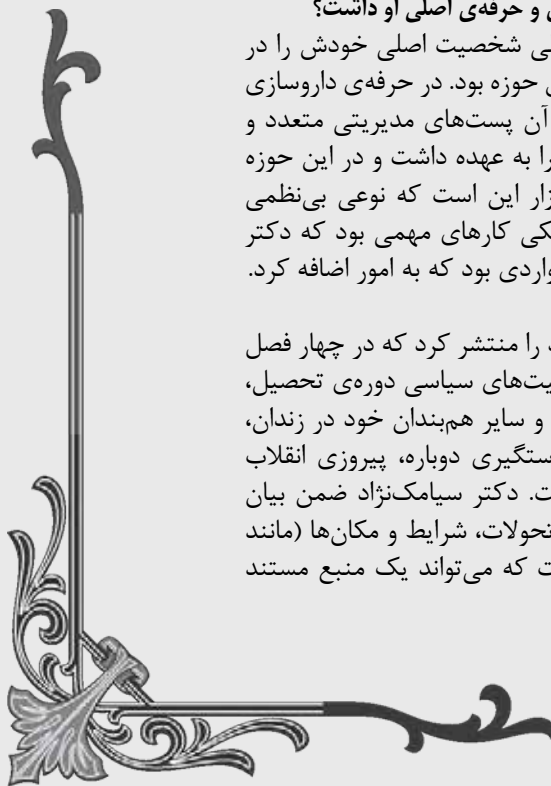 ی و حرفه‌ی اصلی او داشت؟
لی شخصیت اصلی خودش را در
ی حوزه بود. در حرفه‌ی داروسازی
آن پست‌های مدیریتی متعدد و
را به عهده داشت و در این حوزه
زار این است که نوعی بی‌نظمی
یکی کارهای مهمی بود که دکتر
واردی بود که به امور اضافه کرد.
د را منتشر کرد که در چهار فصل
یت‌های سیاسی دوره‌ی تحصیل،
و سایر هم‌بندان خود در زندان،
ستگیری دوباره، پیروزی انقلاب
ت. دکتر سیامک‌نژاد ضمن بیان
تحولات، شرایط و مکان‌ها (مانند
ت که می‌تواند یک منبع مستند